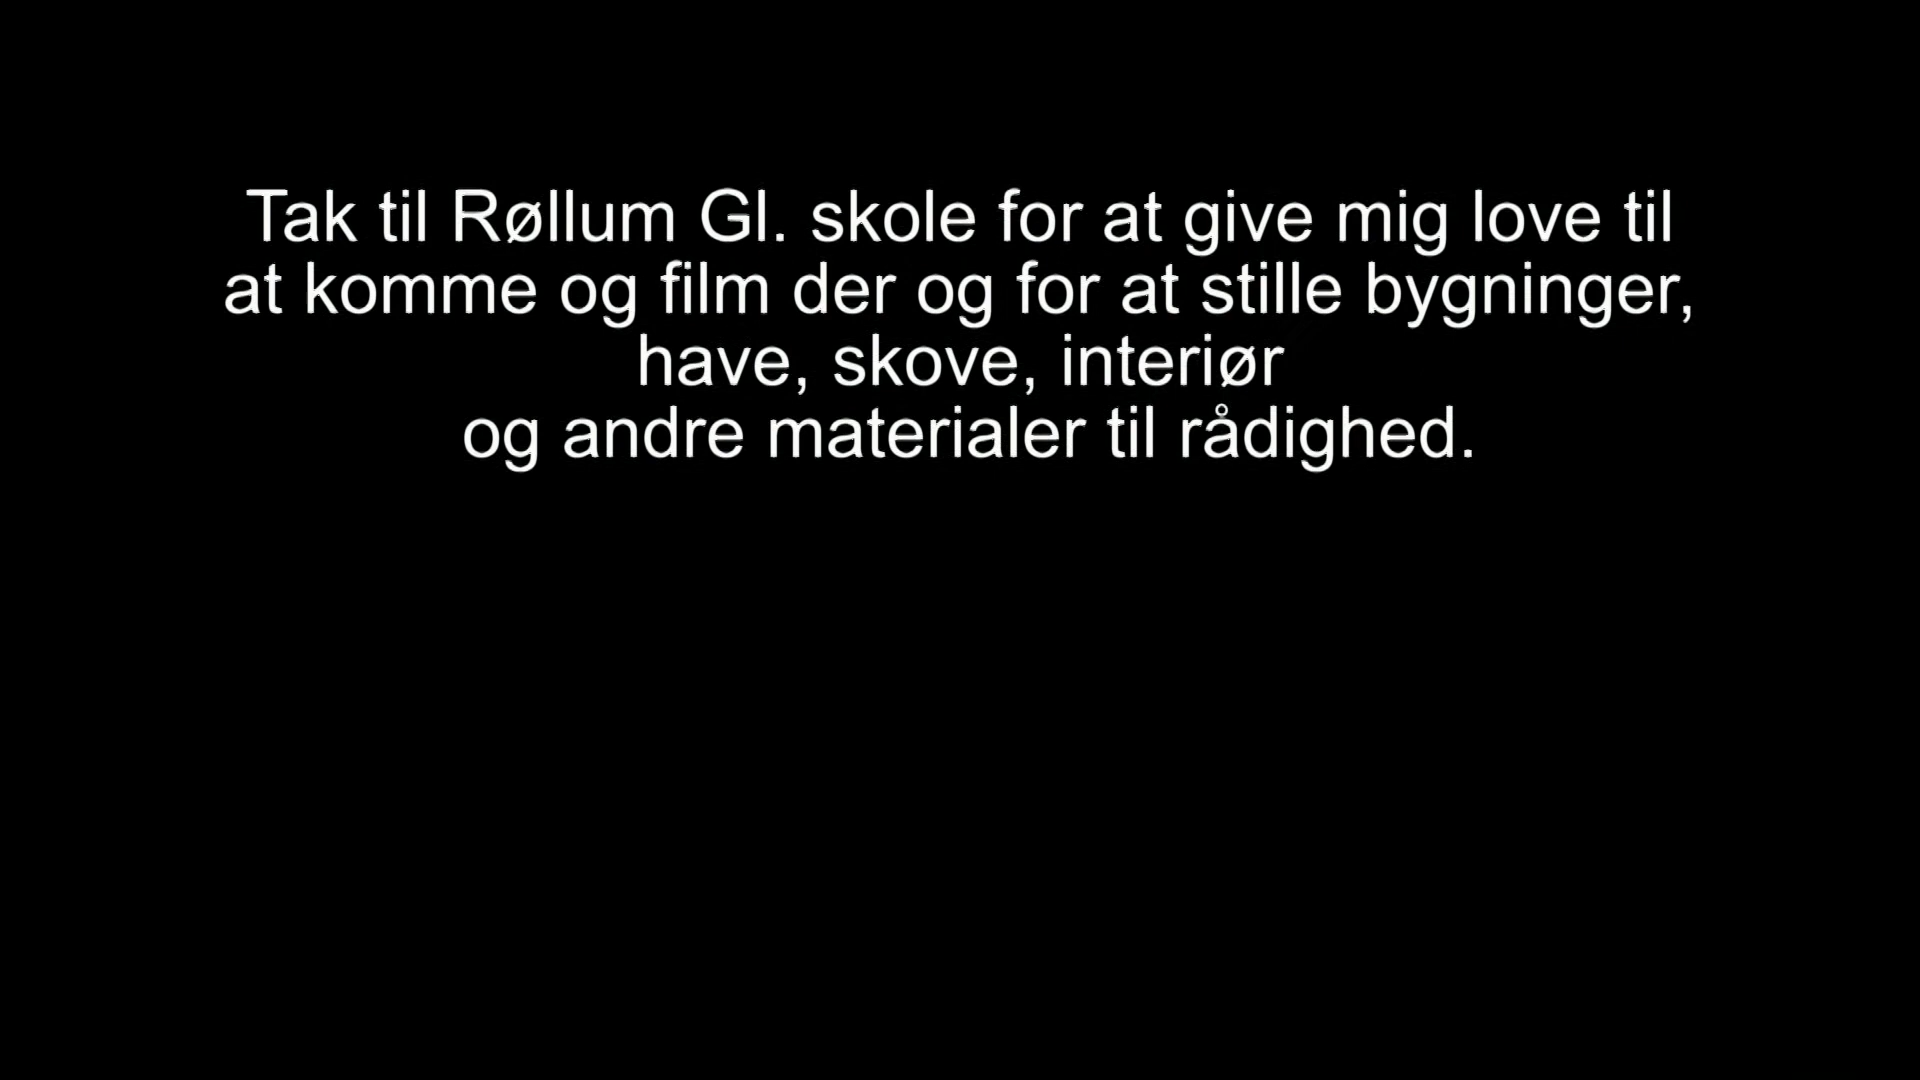 Tak til Røllum Gl. skole for at give mig love til
at komme og film der og for at stille bygninger,
have, skove, interiør
og andre materialer til rådighed.